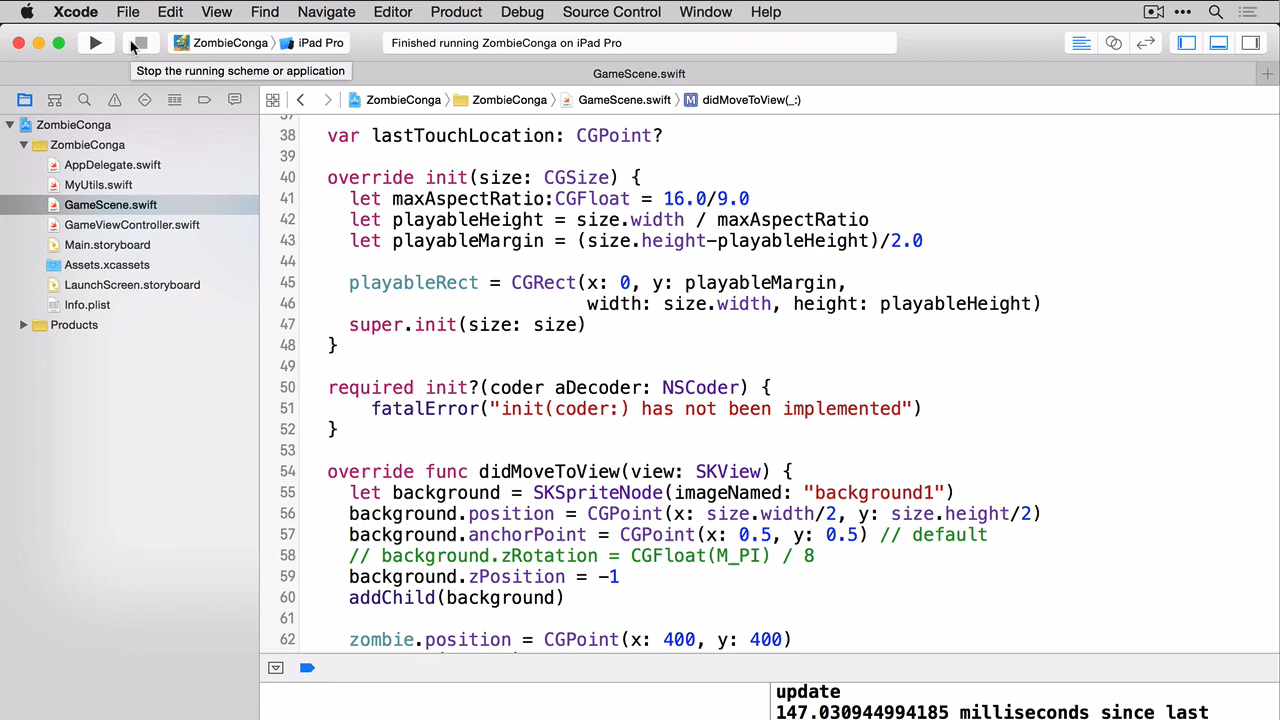 Xcode File Edit View Find Navigate Editor Product Debug Source Control Window Help
ZombieConga iPad Pro Finished running ZombieConga on iPad Pro
Stop the running scheme or application
GameScene.swift
ZombieConga ZombieConga GameScene.swift M didMoveToView(_:)
ZombieConga
ZombieConga
AppDelegate.swift
MyUtils.swift
GameScene.swift
GameViewController.swift
Main.storyboard
Assets.xcassets
LaunchScreen.storyboard
Info.plist
Products
37
38 var lastTouchLocation: CGPoint?
39
40 override init(size: CGSize) {
41 let maxAspectRatio:CGFloat = 16.0/9.0
42 let playableHeight = size.width / maxAspectRatio
43 let playableMargin = (size.height-playableHeight)/2.0
44
45 playableRect = CGRect(x: 0, y: playableMargin,
46 width: size.width, height: playableHeight)
47 super.init(size: size)
48 }
49
50 required init?(coder aDecoder: NSCoder) {
51 fatalError("init(coder:) has not been implemented")
52 }
53
54 override func didMoveToView(view: SKView) {
55 let background = SKSpriteNode(imageNamed: "background1")
56 background.position = CGPoint(x: size.width/2, y: size.height/2)
57 background.anchorPoint = CGPoint(x: 0.5, y: 0.5) // default
58 // background.zRotation = CGFloat(M_PI) / 8
59 background.zPosition = -1
60 addChild(background)
61
62 zombie.position = CGPoint(x: 400, y: 400)
update
147.030944994185 milliseconds since last